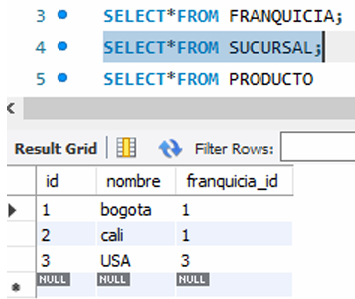 3 SELECT*FROM FRANQUICIA;
4 SELECT*FROM SUCURSAL;
5 SELECT*FROM PRODUCTO
Result Grid Filter Rows:
id nombre franquicia_id
1 bogota 1
2 cali 1
3 USA 3
NULL NULL NULL